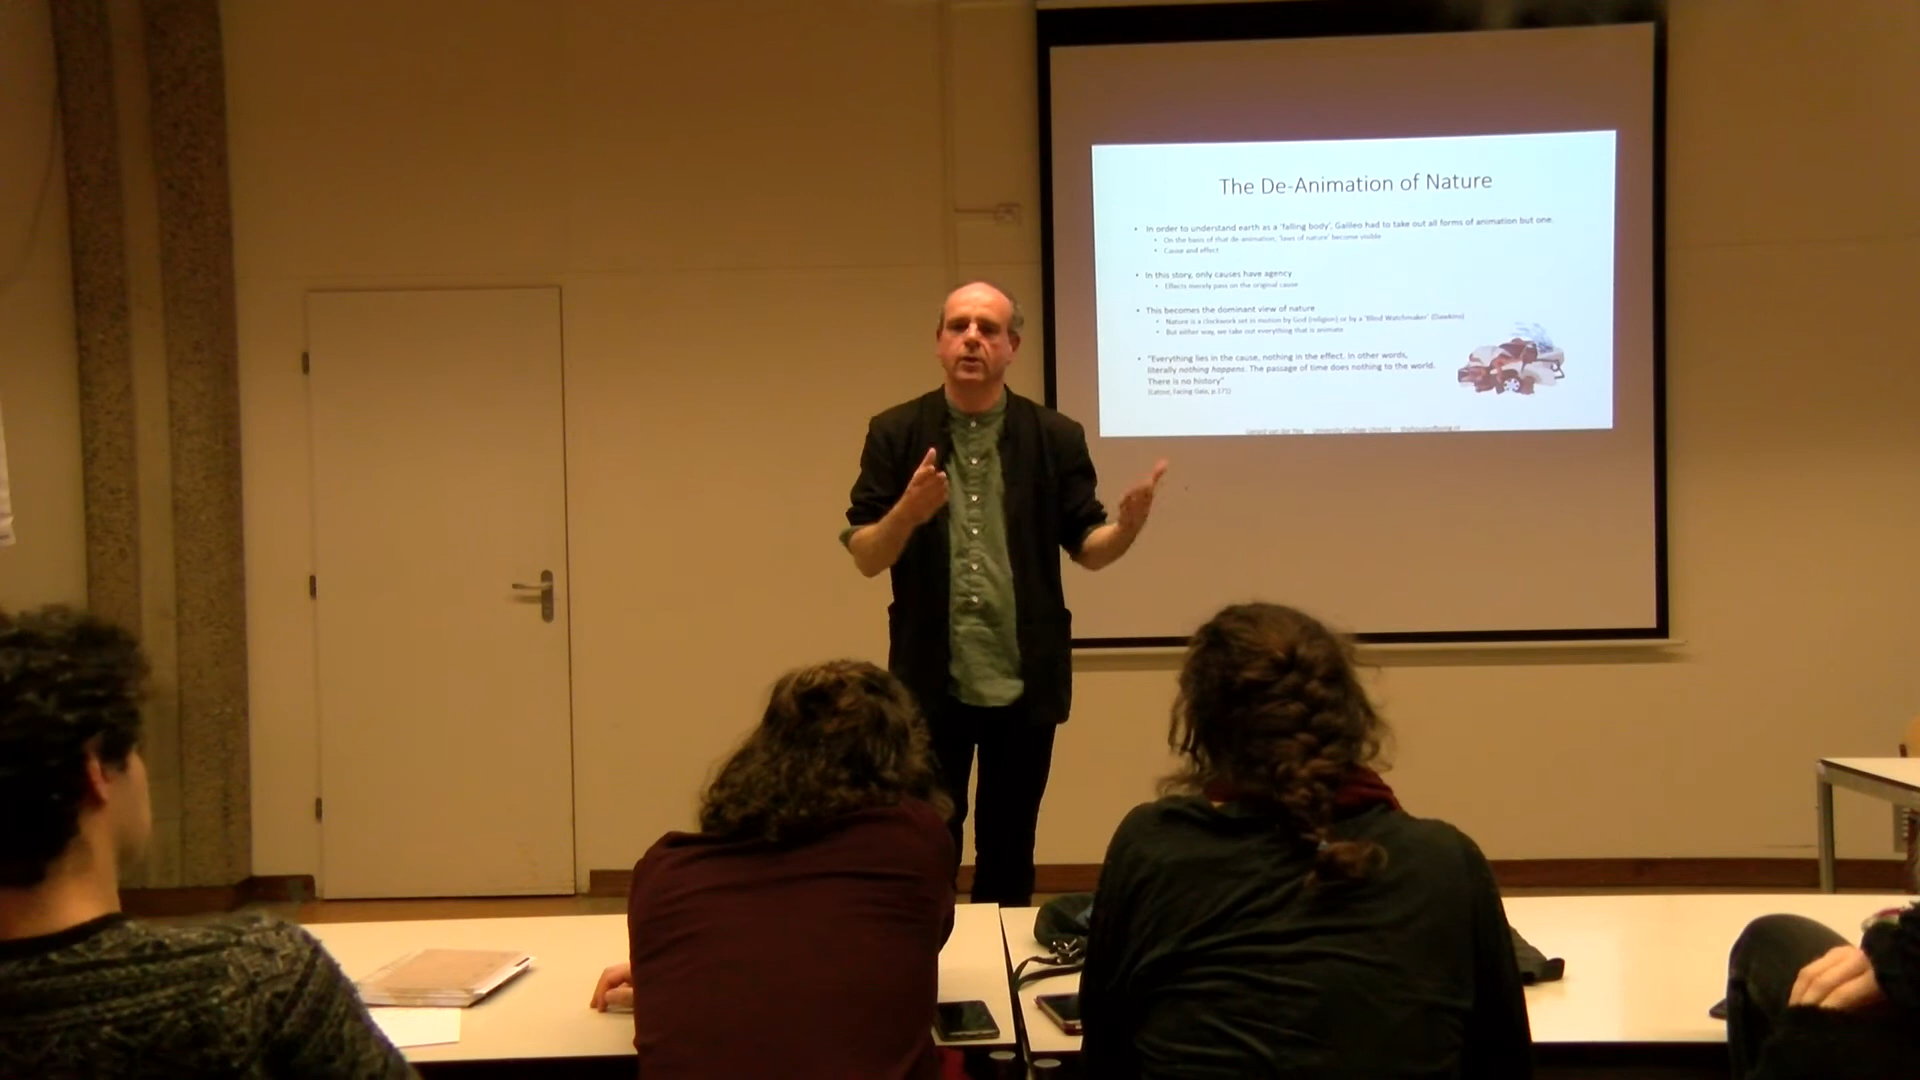 The De-Animation of Nature
• In order to understand earth as a 'falling body', Galileo had to take out all forms of animation but one.
• On the basis of that de-animation, 'laws of nature' become visible
• Cause and effect
• In this story, only causes have agency
• Effects merely pass on the original cause
• This becomes the dominant view of nature
• Nature is a clockwork set in motion by God (religion) or by a 'Blind Watchmaker' (Dawkins)
• But either way, we take out everything that is animate
• "Everything lies in the cause, nothing in the effect. In other words,
literally nothing happens. The passage of time does nothing to the world.
There is no history"
(Latour, Facing Gaia, p.171)
University College Utrecht